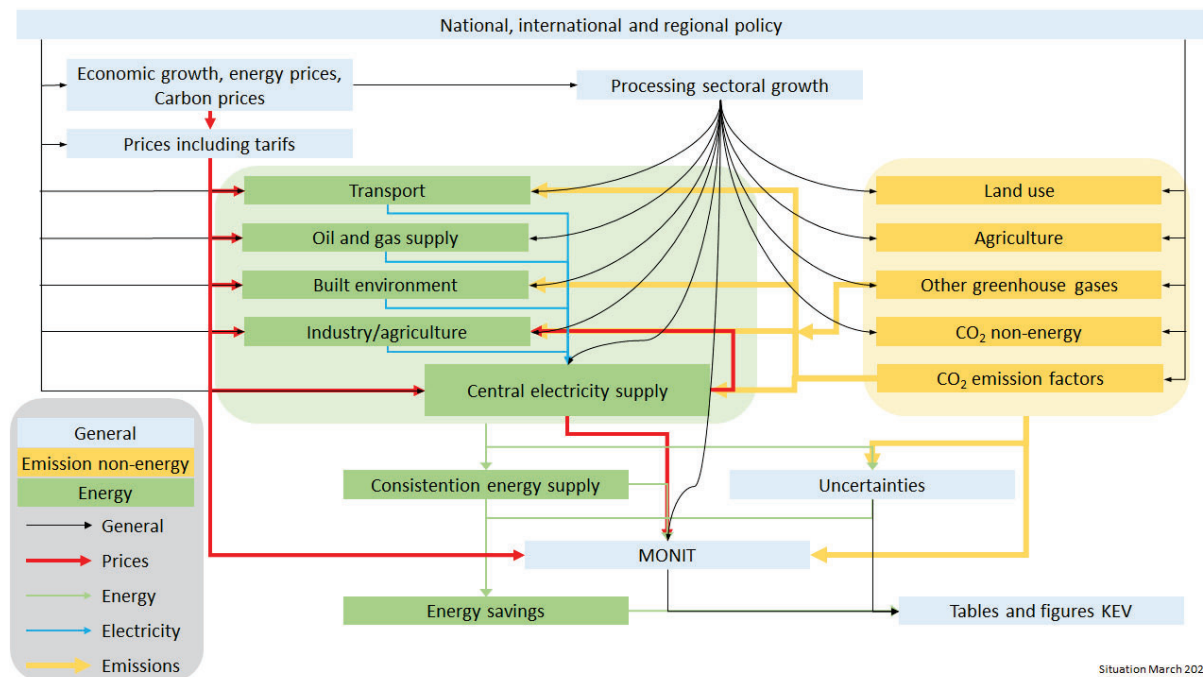 National, international and regional policy
Economic growth, energy prices,
Carbon prices
Processing sectoral growth
Prices including tarifs
Transport
Land use
Oil and gas supply
Agriculture
Built environment
Other greenhouse gases
Industry/agriculture
CO₂ non-energy
Central electricity supply
CO₂ emission factors
General
Emission non-energy
Energy
General
Prices
Energy
Electricity
Emissions
Consistention energy supply
Uncertainties
MONIT
Energy savings
Tables and figures KEV
Situation March 202